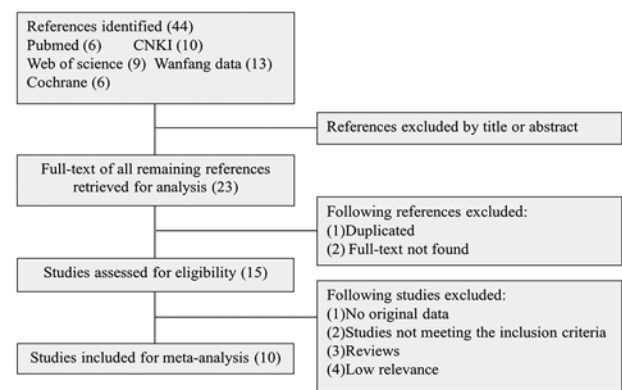 References identified (44)
Pubmed (6) CNKI (10)
Web of science (9) Wanfang data (13)
Cochrane (6)
References excluded by title or abstract
Full-text of all remaining references
retrieved for analysis (23)
Following references excluded:
(1)Duplicated
(2) Full-text not found
Studies assessed for eligibility (15)
Following studies excluded:
(1)No original data
(2)Studies not meeting the inclusion criteria
(3)Reviews
(4)Low relevance
Studies included for meta-analysis (10)